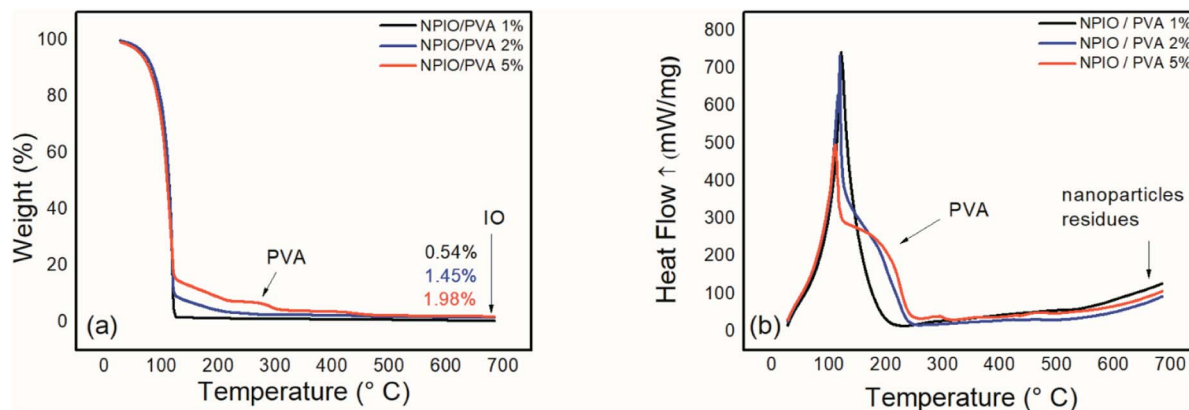 NPIO/PVA 1%
NPIO/PVA 2%
NPIO/PVA 5%
100
80
60
40
20
0
Weight (%)
PVA
IO
0.54%
1.45%
1.98%
(a)
0 100 200 300 400 500 600 700
Temperature (° C)
NPIO / PVA 1%
NPIO / PVA 2%
NPIO / PVA 5%
800
700
600
500
400
300
200
100
0
Heat Flow ↑ (mW/mg)
PVA
nanoparticles
residues
(b)
0 100 200 300 400 500 600 700
Temperature (° C)